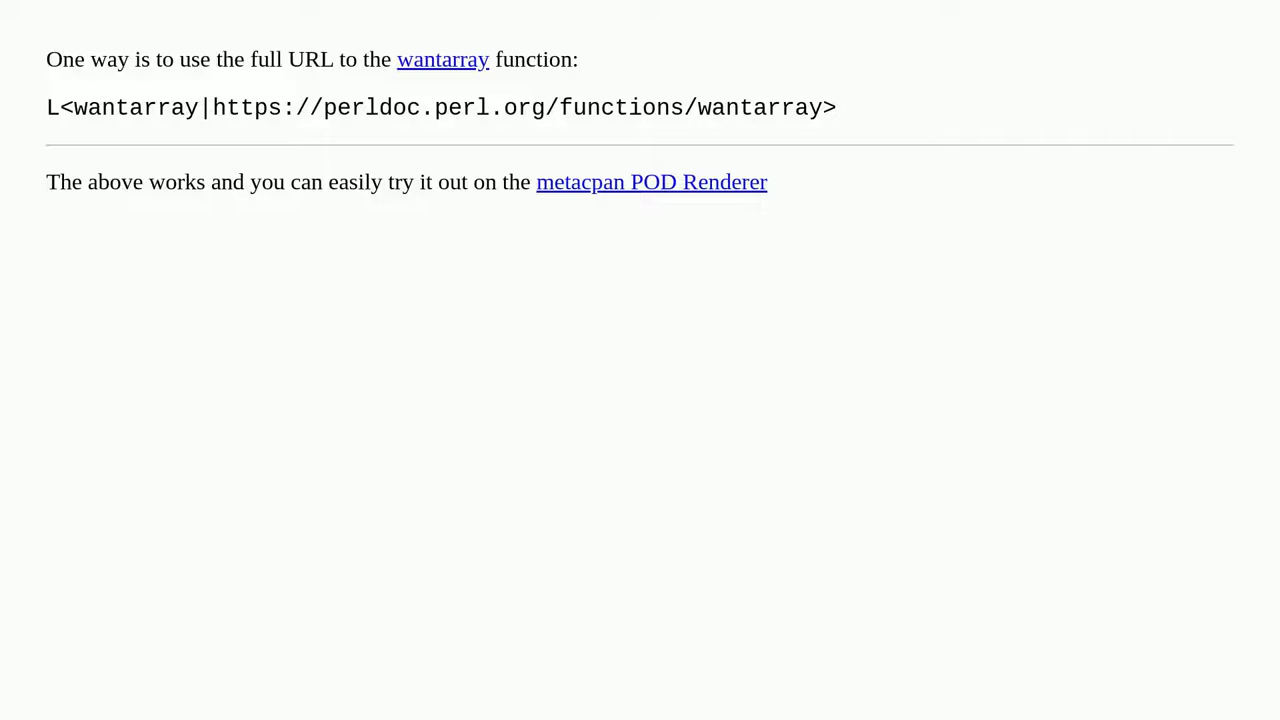 One way is to use the full URL to the wantarray function:
L<wantarray|https://perldoc.perl.org/functions/wantarray>
The above works and you can easily try it out on the metacpan POD Renderer